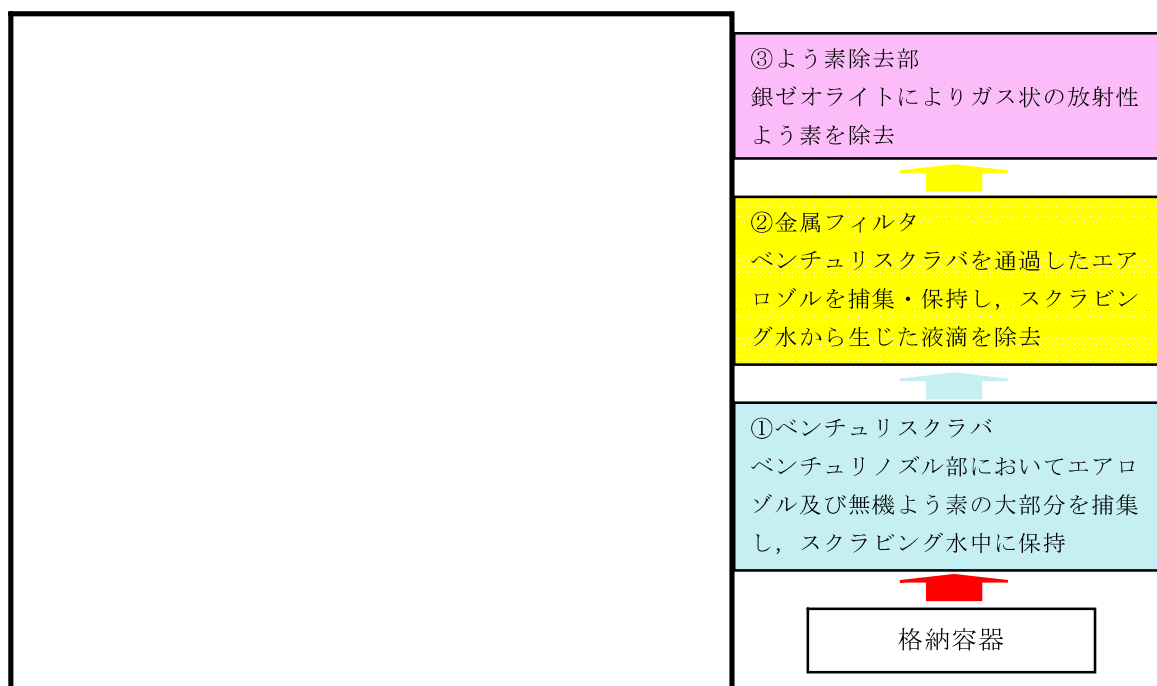 ③よう素除去部
銀ゼオライトによりガス状の放射性
よう素を除去
②金属フィルタ
ベンチュリスクラバを通過したエア
ロゾルを捕集・保持し，スクラビン
グ水から生じた液滴を除去
①ベンチュリスクラバ
ベンチュリノズル部においてエアロ
ゾル及び無機よう素の大部分を捕集
し，スクラビング水中に保持
格納容器